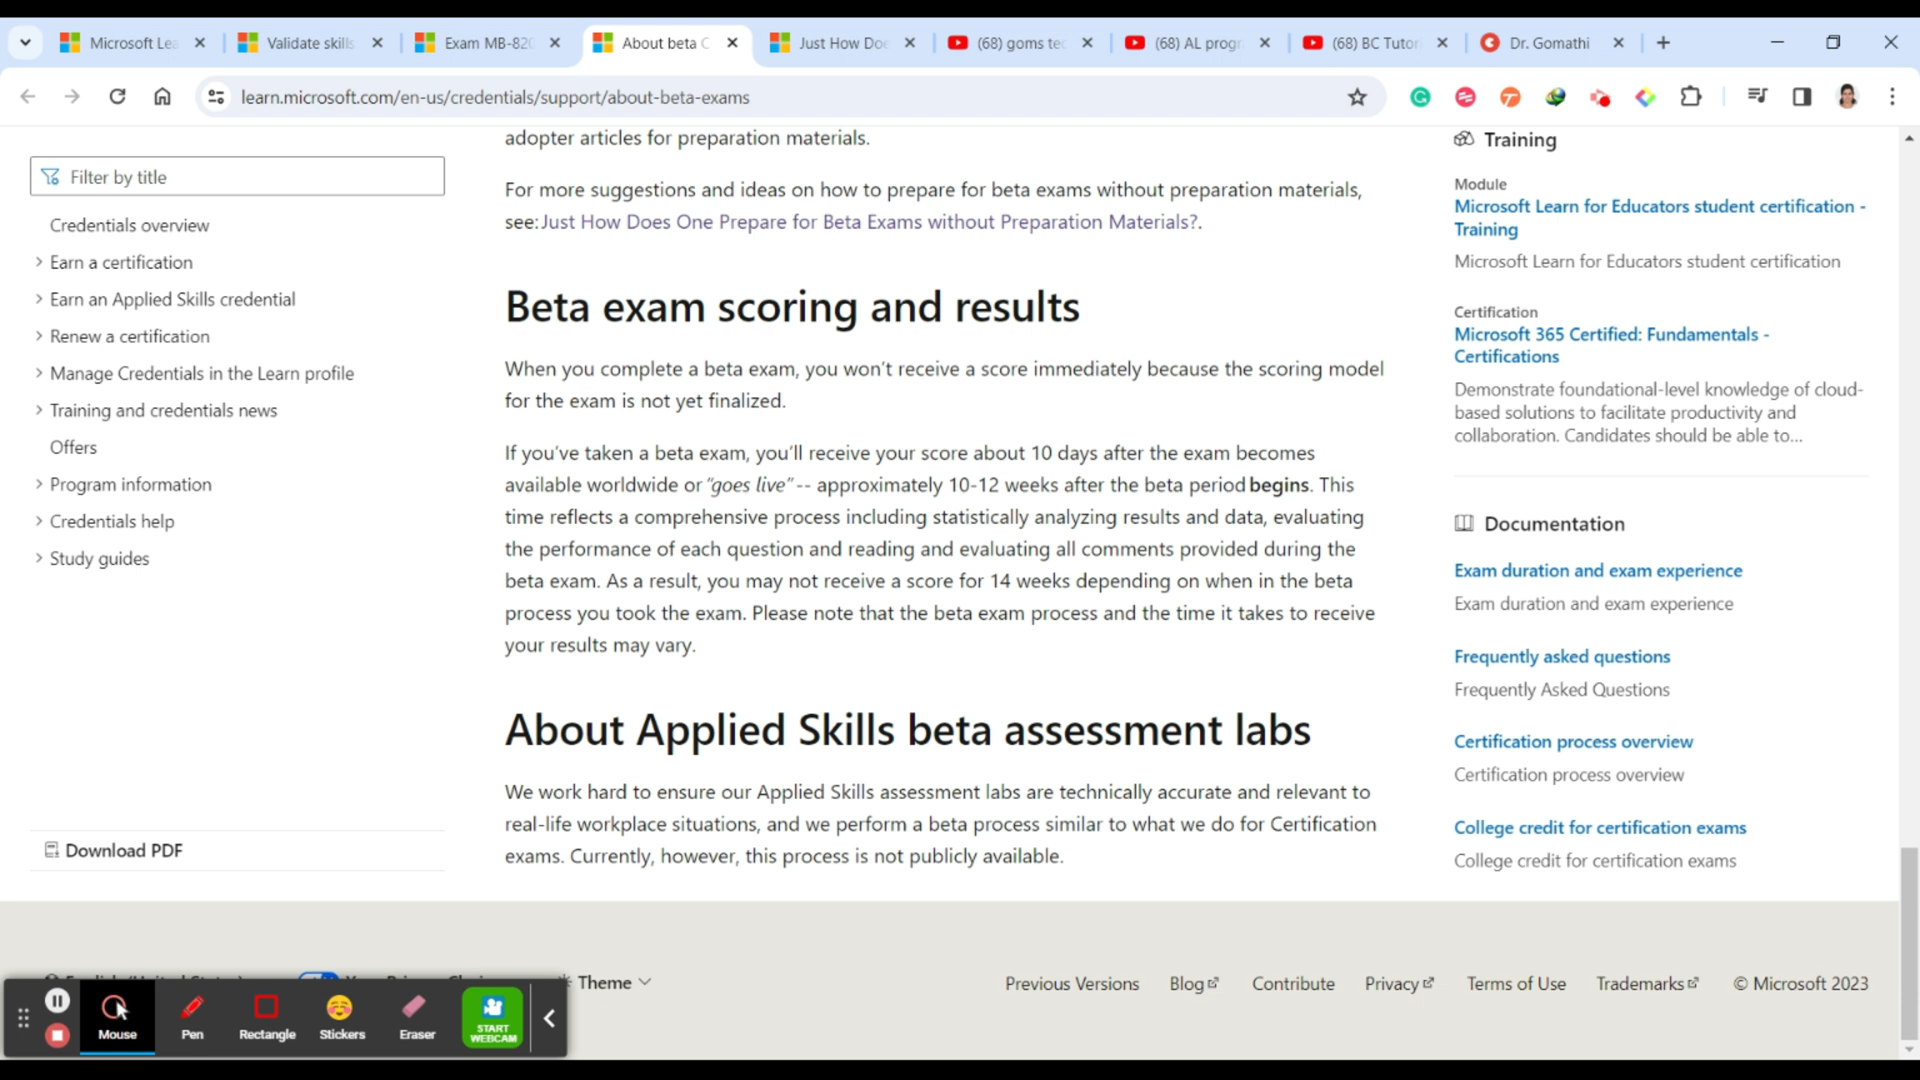 Microsoft Lea
Validate skills
Exam MB-820
About beta C
Just How Doe
(68) goms tec
(68) AL progr
(68) BC Tutor
Dr. Gomathi
learn.microsoft.com/en-us/credentials/support/about-beta-exams
Filter by title
Credentials overview
Earn a certification
Earn an Applied Skills credential
Renew a certification
Manage Credentials in the Learn profile
Training and credentials news
Offers
Program information
Credentials help
Study guides
Download PDF
adopter articles for preparation materials.
For more suggestions and ideas on how to prepare for beta exams without preparation materials,
see:Just How Does One Prepare for Beta Exams without Preparation Materials?.
Beta exam scoring and results
When you complete a beta exam, you won't receive a score immediately because the scoring model
for the exam is not yet finalized.
If you've taken a beta exam, you'll receive your score about 10 days after the exam becomes
available worldwide or “goes live” -- approximately 10-12 weeks after the beta period begins. This
time reflects a comprehensive process including statistically analyzing results and data, evaluating
the performance of each question and reading and evaluating all comments provided during the
beta exam. As a result, you may not receive a score for 14 weeks depending on when in the beta
process you took the exam. Please note that the beta exam process and the time it takes to receive
your results may vary.
About Applied Skills beta assessment labs
We work hard to ensure our Applied Skills assessment labs are technically accurate and relevant to
real-life workplace situations, and we perform a beta process similar to what we do for Certification
exams. Currently, however, this process is not publicly available.
Training
Module
Microsoft Learn for Educators student certification -
Training
Microsoft Learn for Educators student certification
Certification
Microsoft 365 Certified: Fundamentals -
Certifications
Demonstrate foundational-level knowledge of cloud-
based solutions to facilitate productivity and
collaboration. Candidates should be able to...
Documentation
Exam duration and exam experience
Exam duration and exam experience
Frequently asked questions
Frequently Asked Questions
Certification process overview
Certification process overview
College credit for certification exams
College credit for certification exams
Theme
Previous Versions
Blog
Contribute
Privacy
Terms of Use
Trademarks
© Microsoft 2023
Mouse
Pen
Rectangle
Stickers
Eraser
START
WEBCAM